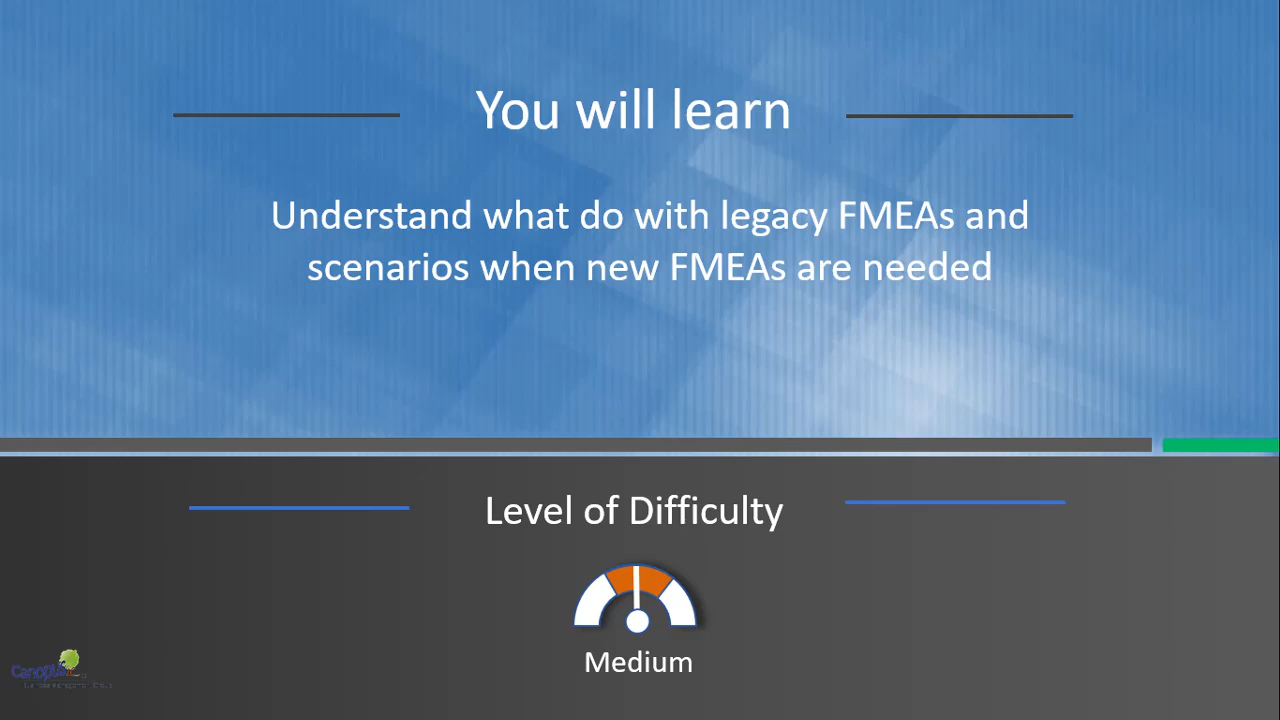 You will learn
Understand what do with legacy FMEAs and
scenarios when new FMEAs are needed
Level of Difficulty
Medium
Canopus